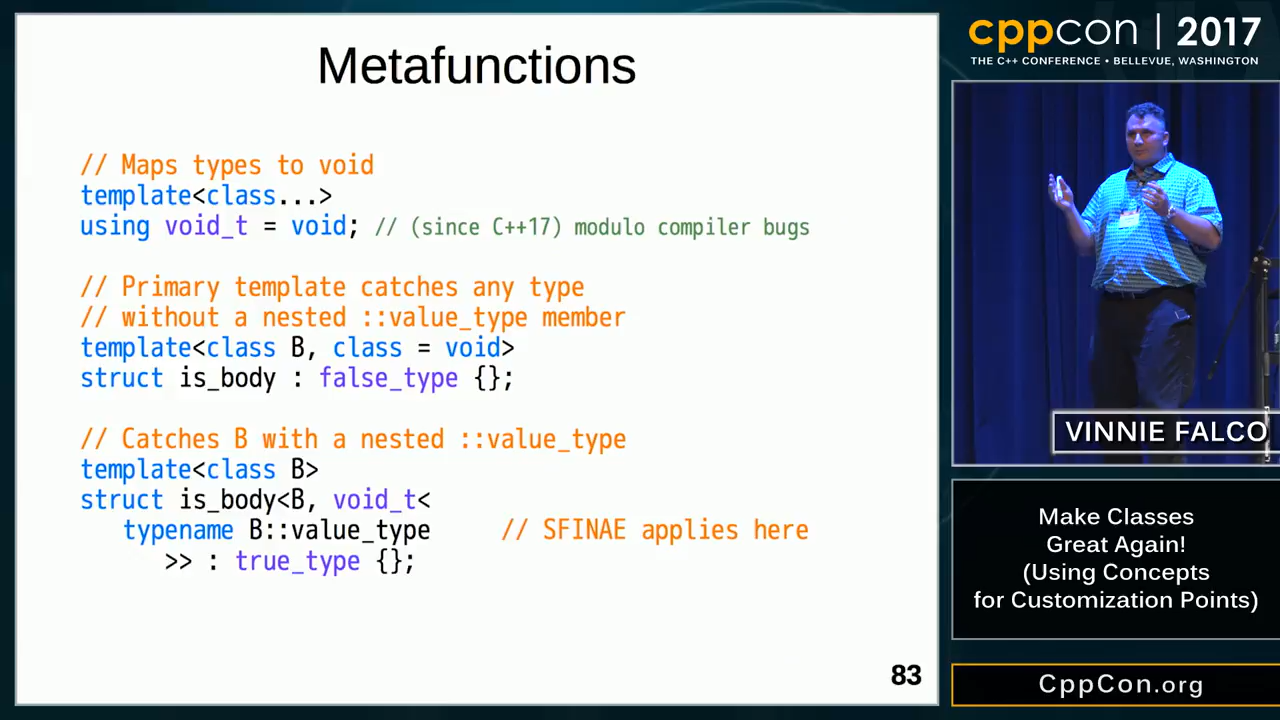 Metafunctions
// Maps types to void
template<class...>
using void_t = void; // (since C++17) modulo compiler bugs
// Primary template catches any type
// without a nested ::value_type member
template<class B, class = void>
struct is_body : false_type {};
// Catches B with a nested ::value_type
template<class B>
struct is_body<B, void_t<
typename B::value_type // SFINAE applies here
>> : true_type {};
83
cppcon | 2017
THE C++ CONFERENCE • BELLEVUE, WASHINGTON
VINNIE FALCO
Make Classes
Great Again!
(Using Concepts
for Customization Points)
CppCon.org